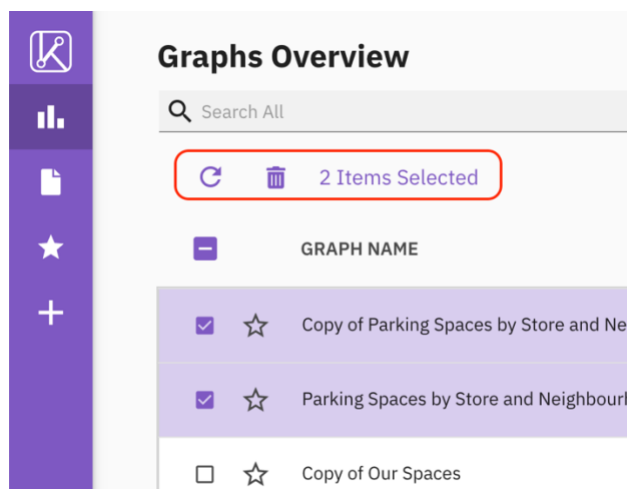 Graphs Overview
Search All
2 Items Selected
GRAPH NAME
Copy of Parking Spaces by Store and Ne
Parking Spaces by Store and Neighbour
Copy of Our Spaces